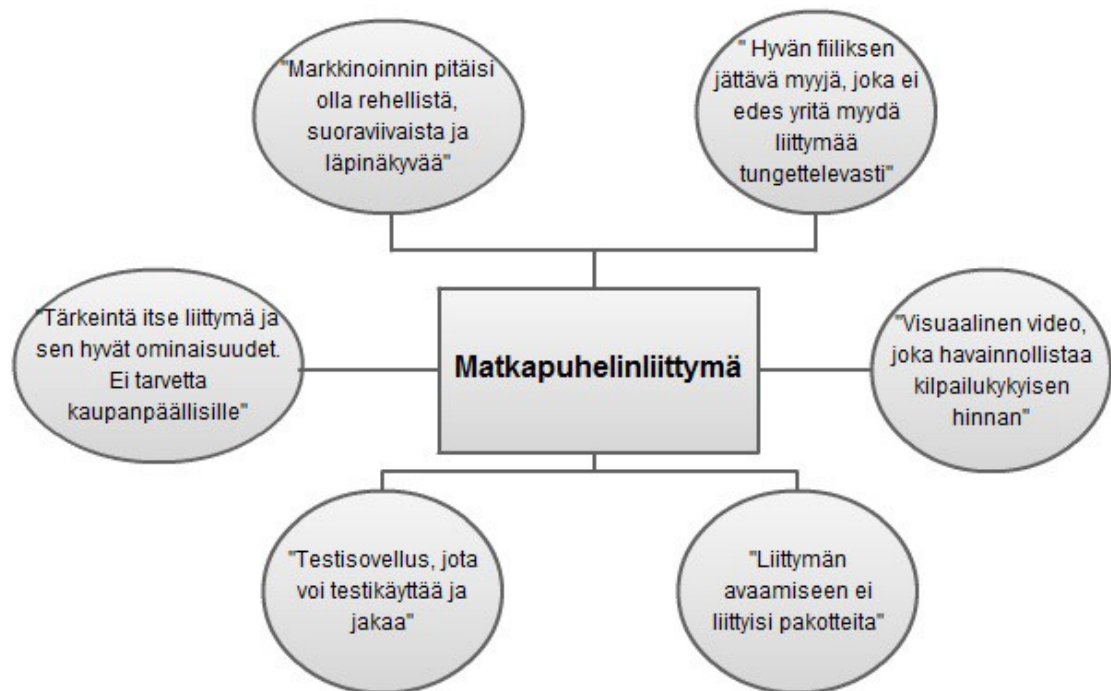 "Markkinoinnin pitäisi
olla rehellistä,
suoraviivaista ja
läpinäkyvää"
" Hyvän fiiliksen
jättävä myyjä, joka ei
edes yritä myydä
liittymää
tungettelevasti"
"Tärkeintä itse liittymä ja
sen hyvät ominaisuudet.
Ei tarvetta
kaupanpäällisille"
Matkapuhelinliittymä
"Visuaalinen video,
joka havainnollistaa
kilpailukykyisen
hinnan"
"Testisovellus, jota
voi testikäyttää ja
jakaa"
"Liittymän
avaamiseen ei
liittyisi pakotteita"